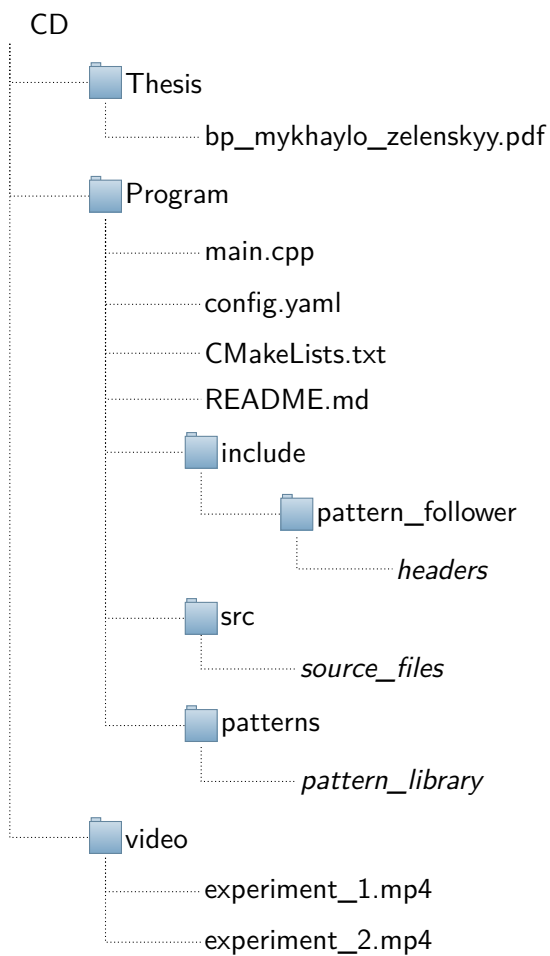 CD
Thesis
bp_mykhaylo_zelenskyy.pdf
Program
main.cpp
config.yaml
CMakeLists.txt
README.md
include
pattern_follower
headers
src
source_files
patterns
pattern_library
video
experiment_1.mp4
experiment_2.mp4